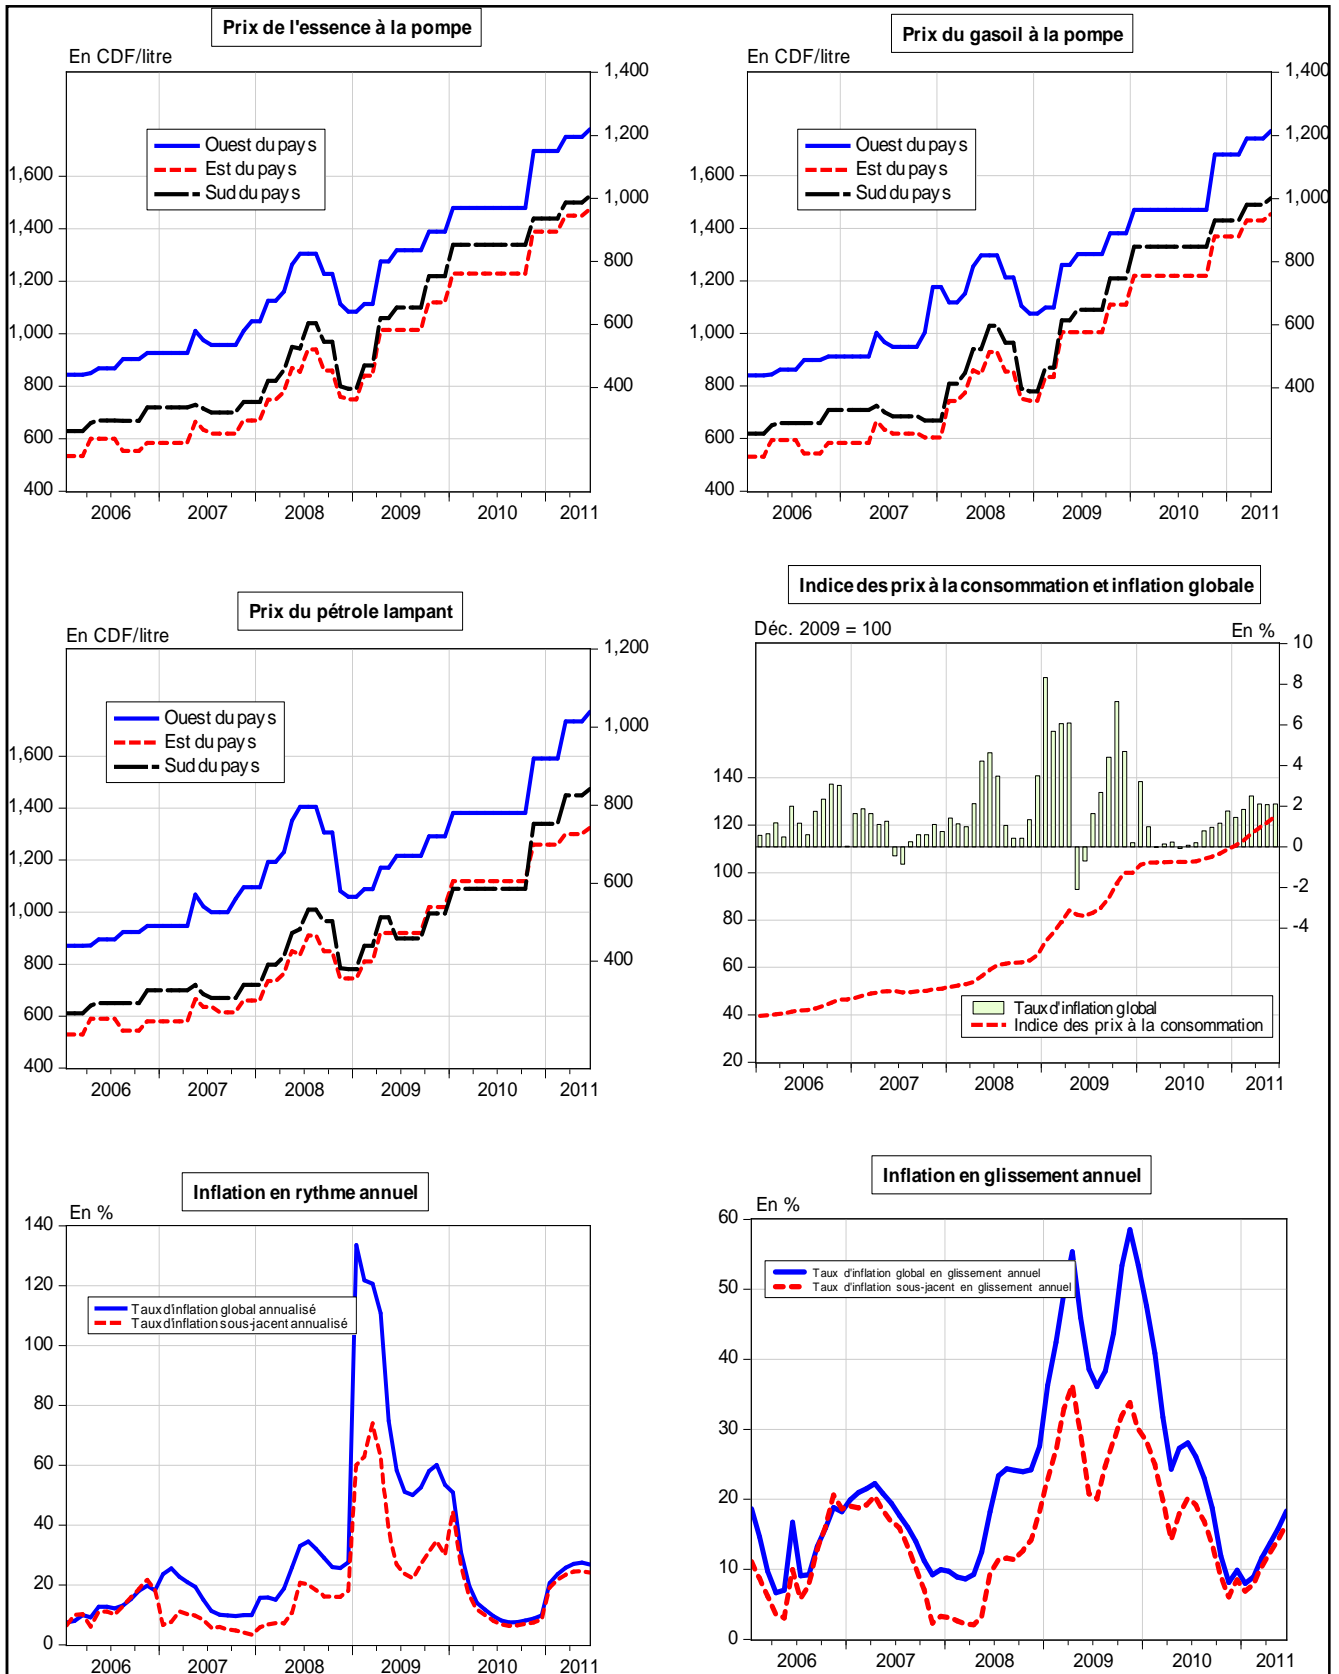 Prix de l'essence à la pompe
En CDF/litre
1,400
1,200
1,000
800
600
400
1,600
1,400
1,200
1,000
800
600
400
Ouest du pays
Est du pays
Sud du pays
2006 2007 2008 2009 2010 2011
Prix du gasoil à la pompe
En CDF/litre
1,400
1,200
1,000
800
600
400
1,600
1,400
1,200
1,000
800
600
400
Ouest du pays
Est du pays
Sud du pays
2006 2007 2008 2009 2010 2011
Prix du pétrole lampant
En CDF/litre
1,200
1,000
800
600
400
1,600
1,400
1,200
1,000
800
600
400
Ouest du pays
Est du pays
Sud du pays
2006 2007 2008 2009 2010 2011
Indice des prix à la consommation et inflation globale
Déc. 2009 = 100
En %
10
8
6
4
2
0
-2
-4
140
120
100
80
60
40
20
Taux d'inflation global
Indice des prix à la consommation
2006 2007 2008 2009 2010 2011
Inflation en rythme annuel
En %
140
120
100
80
60
40
20
0
Taux d'inflation global annualisé
Taux d'inflation sous-jacent annualisé
2006 2007 2008 2009 2010 2011
Inflation en glissement annuel
En %
60
50
40
30
20
10
0
Taux d'inflation global en glissement annuel
Taux d'inflation sous-jacent en glissement annuel
2006 2007 2008 2009 2010 2011